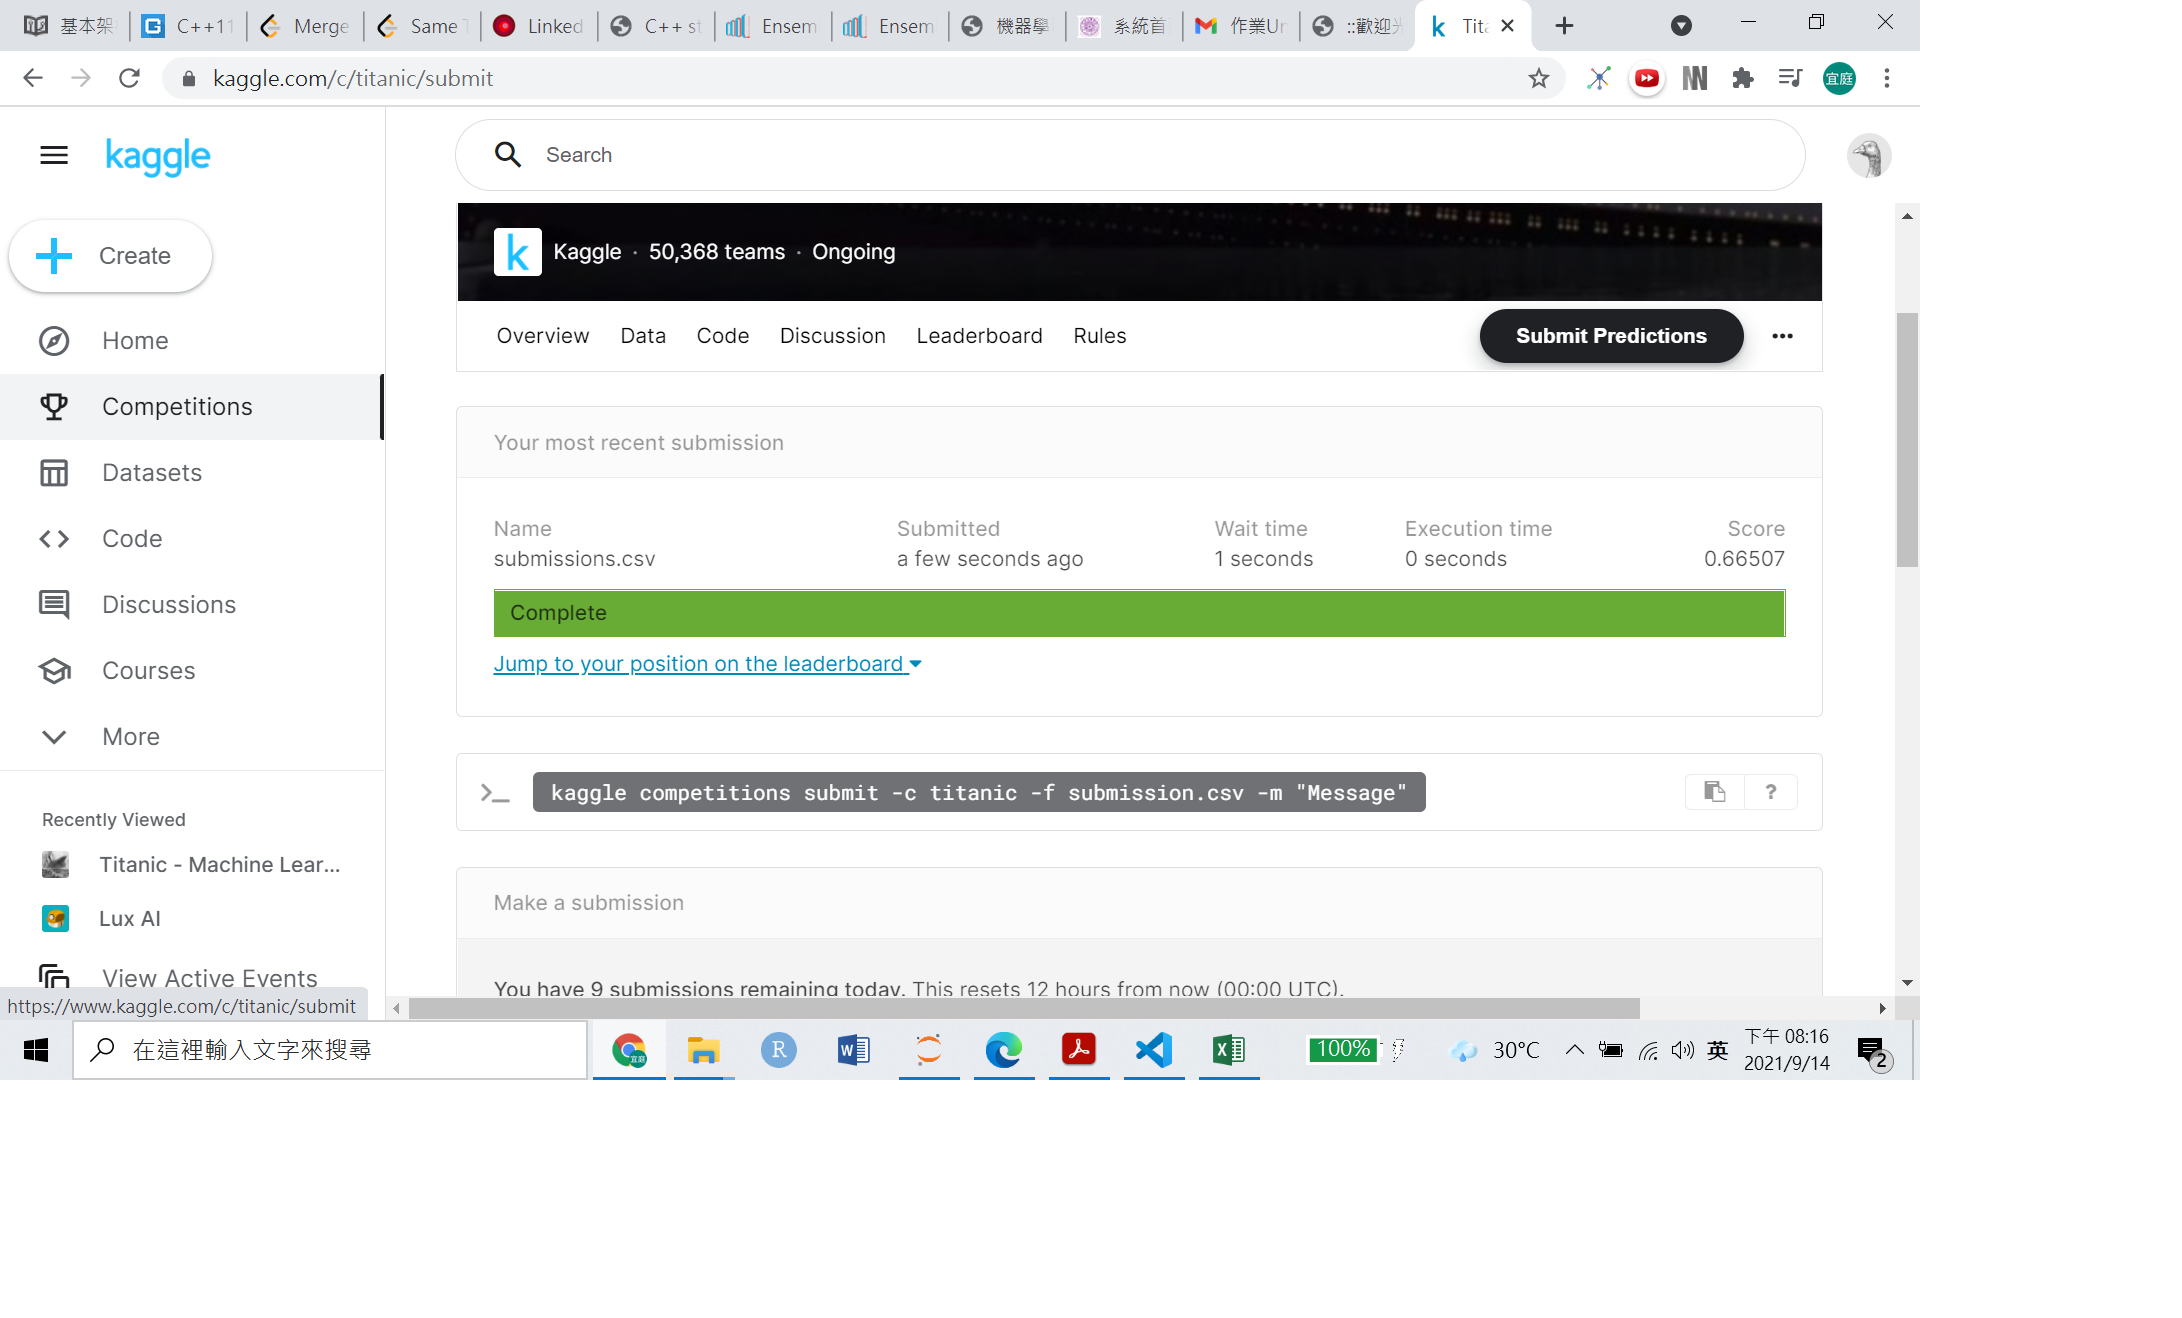 基本架 C++11 Merge Same T Linked C++ st Ensem Ensem 機器學 系統首 作業Ur ::歡迎光 Tita
kaggle.com/c/titanic/submit
宜庭
kaggle
Search
Create
Home
Competitions
Datasets
Code
Discussions
Courses
More
Recently Viewed
Titanic - Machine Lear...
Lux AI
View Active Events
https://www.kaggle.com/c/titanic/submit
k Kaggle · 50,368 teams · Ongoing
Overview Data Code Discussion Leaderboard Rules Submit Predictions
Your most recent submission
Name Submitted Wait time Execution time Score
submissions.csv a few seconds ago 1 seconds 0 seconds 0.66507
Complete
Jump to your position on the leaderboard
>_ kaggle competitions submit -c titanic -f submission.csv -m "Message" ?
Make a submission
You have 9 submissions remaining today. This resets 12 hours from now (00:00 UTC).
在這裡輸入文字來搜尋
100% 30°C 英 下午 08:16
2021/9/14
2